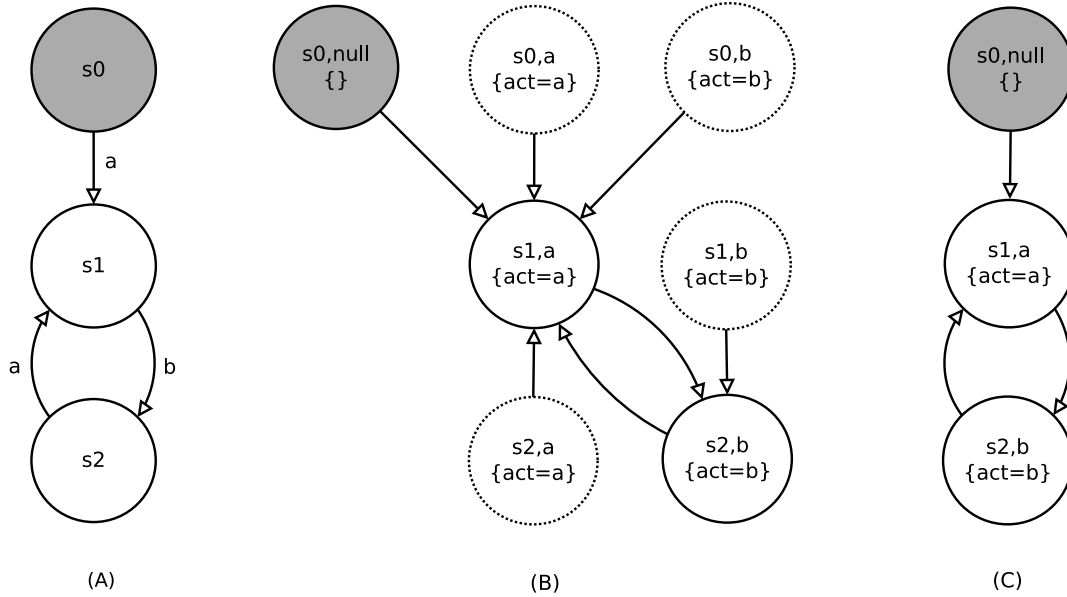 s0
a
s1
a
b
s2
(A)
s0,null
{}
s0,a
{act=a}
s0,b
{act=b}
s1,a
{act=a}
s1,b
{act=b}
s2,a
{act=a}
s2,b
{act=b}
(B)
s0,null
{}
s1,a
{act=a}
s2,b
{act=b}
(C)